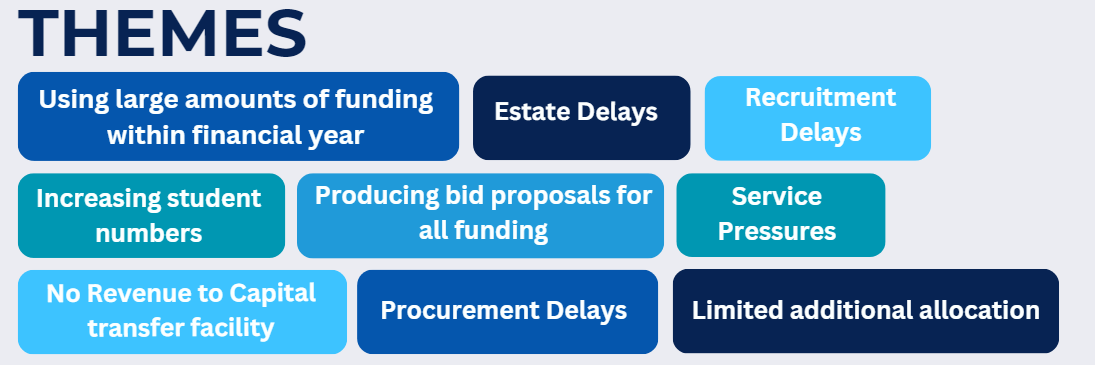 THEMES
Using large amounts of funding
within financial year
Estate Delays
Recruitment
Delays
Increasing student
numbers
Producing bid proposals for
all funding
Service
Pressures
No Revenue to Capital
transfer facility
Procurement Delays
Limited additional allocation